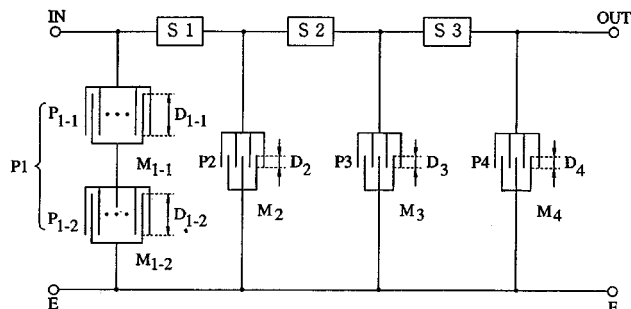 IN S 1 S 2 S 3 OUT
P1-1 D1-1
P1 M1-1 P2 D2 P3 D3 P4 D4
P1-2 D1-2 M2 M3 M4
M1-2
E E